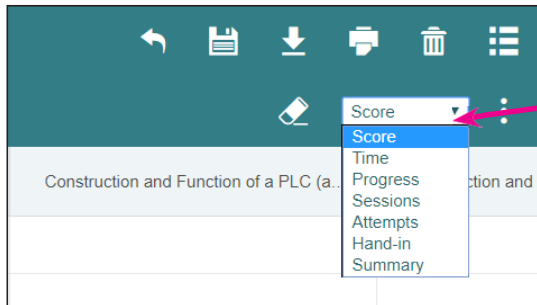 Score
Score
Time
Construction and Function of a PLC (a... ction and
Progress
Sessions
Attempts
Hand-in
Summary